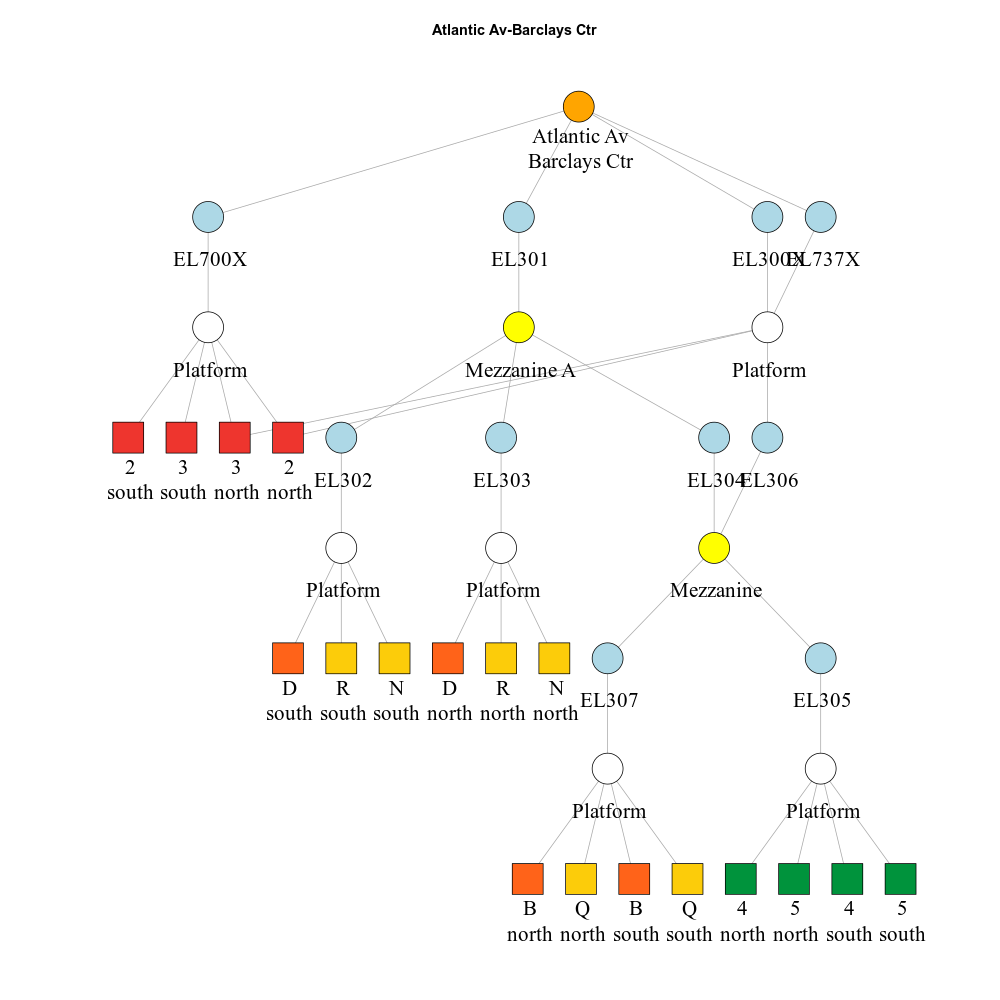 Atlantic Av-Barclays Ctr
Atlantic Av
Barclays Ctr
EL700X
EL301
EL300X
EL737X
Platform
Mezzanine A
Platform
2
south
3
south
3
north
2
north
EL302
EL303
EL304
EL306
Platform
Platform
Mezzanine
D
south
R
south
N
south
D
north
R
north
N
north
EL307
EL305
Platform
Platform
B
north
Q
north
B
south
Q
south
4
north
5
north
4
south
5
south